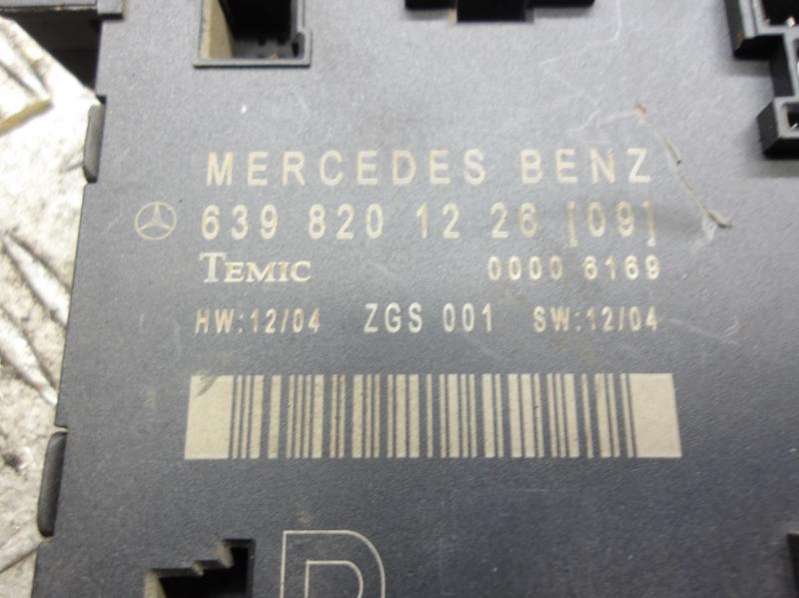 MERCEDES BENZ
639 820 12 26 [09]
TEMIC 0000 6169
HW:12/04 ZGS 001 SW:12/04